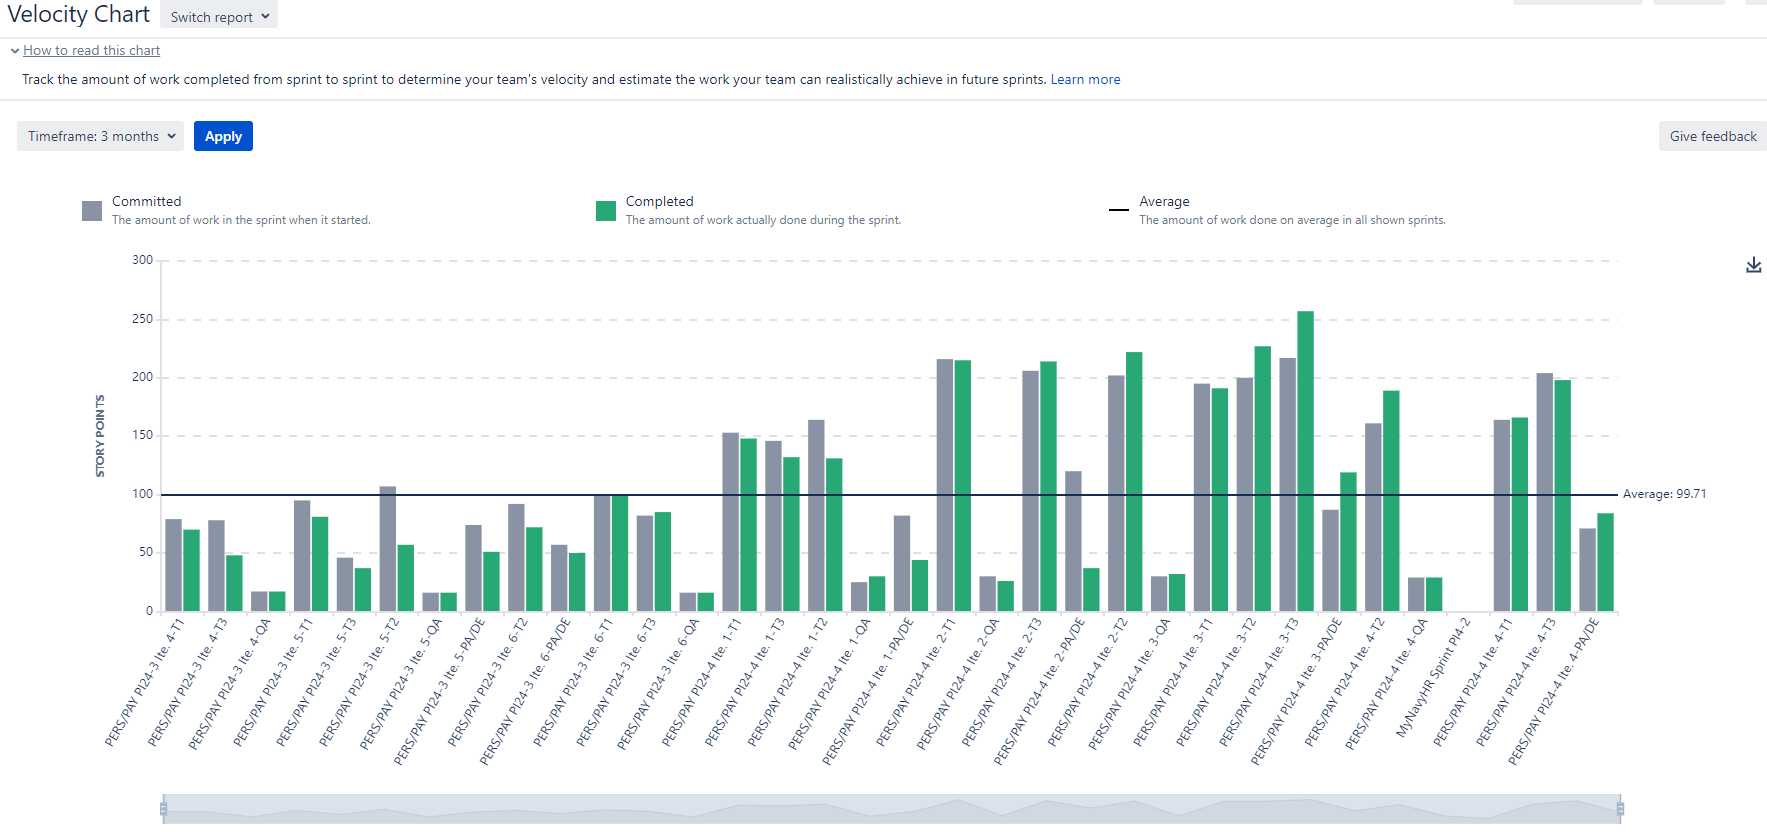 Velocity Chart
Switch report
How to read this chart
Track the amount of work completed from sprint to sprint to determine your team's velocity and estimate the work your team can realistically achieve in future sprints. Learn more
Timeframe: 3 months
Apply
Give feedback
Committed
The amount of work in the sprint when it started.
Completed
The amount of work actually done during the sprint.
Average
The amount of work done on average in all shown sprints.
STORY POINTS
300
250
200
150
100
50
0
Average: 99.71
PERS/PAY PI24-3 Ite. 4-T1
PERS/PAY PI24-3 Ite. 4-T3
PERS/PAY PI24-3 Ite. 4-QA
PERS/PAY PI24-3 Ite. 5-T1
PERS/PAY PI24-3 Ite. 5-T3
PERS/PAY PI24-3 Ite. 5-T2
PERS/PAY PI24-3 Ite. 5-QA
PERS/PAY PI24-3 Ite. 5-PA/DE
PERS/PAY PI24-3 Ite. 6-T2
PERS/PAY PI24-3 Ite. 6-PA/DE
PERS/PAY PI24-3 Ite. 6-T1
PERS/PAY PI24-3 Ite. 6-T3
PERS/PAY PI24-3 Ite. 6-QA
PERS/PAY PI24-4 Ite. 1-T1
PERS/PAY PI24-4 Ite. 1-T3
PERS/PAY PI24-4 Ite. 1-T2
PERS/PAY PI24-4 Ite. 1-QA
PERS/PAY PI24-4 Ite. 1-PA/DE
PERS/PAY PI24-4 Ite. 2-T1
PERS/PAY PI24-4 Ite. 2-QA
PERS/PAY PI24-4 Ite. 2-T3
PERS/PAY PI24-4 Ite. 2-PA/DE
PERS/PAY PI24-4 Ite. 2-T2
PERS/PAY PI24-4 Ite. 3-QA
PERS/PAY PI24-4 Ite. 3-T1
PERS/PAY PI24-4 Ite. 3-T2
PERS/PAY PI24-4 Ite. 3-T3
PERS/PAY PI24-4 Ite. 3-PA/DE
PERS/PAY PI24-4 Ite. 4-T2
PERS/PAY PI24-4 Ite. 4-QA
MyNavyHR Sprint PI4-2
PERS/PAY PI24-4 Ite. 4-T1
PERS/PAY PI24-4 Ite. 4-T3
PERS/PAY PI24-4 Ite. 4-PA/DE